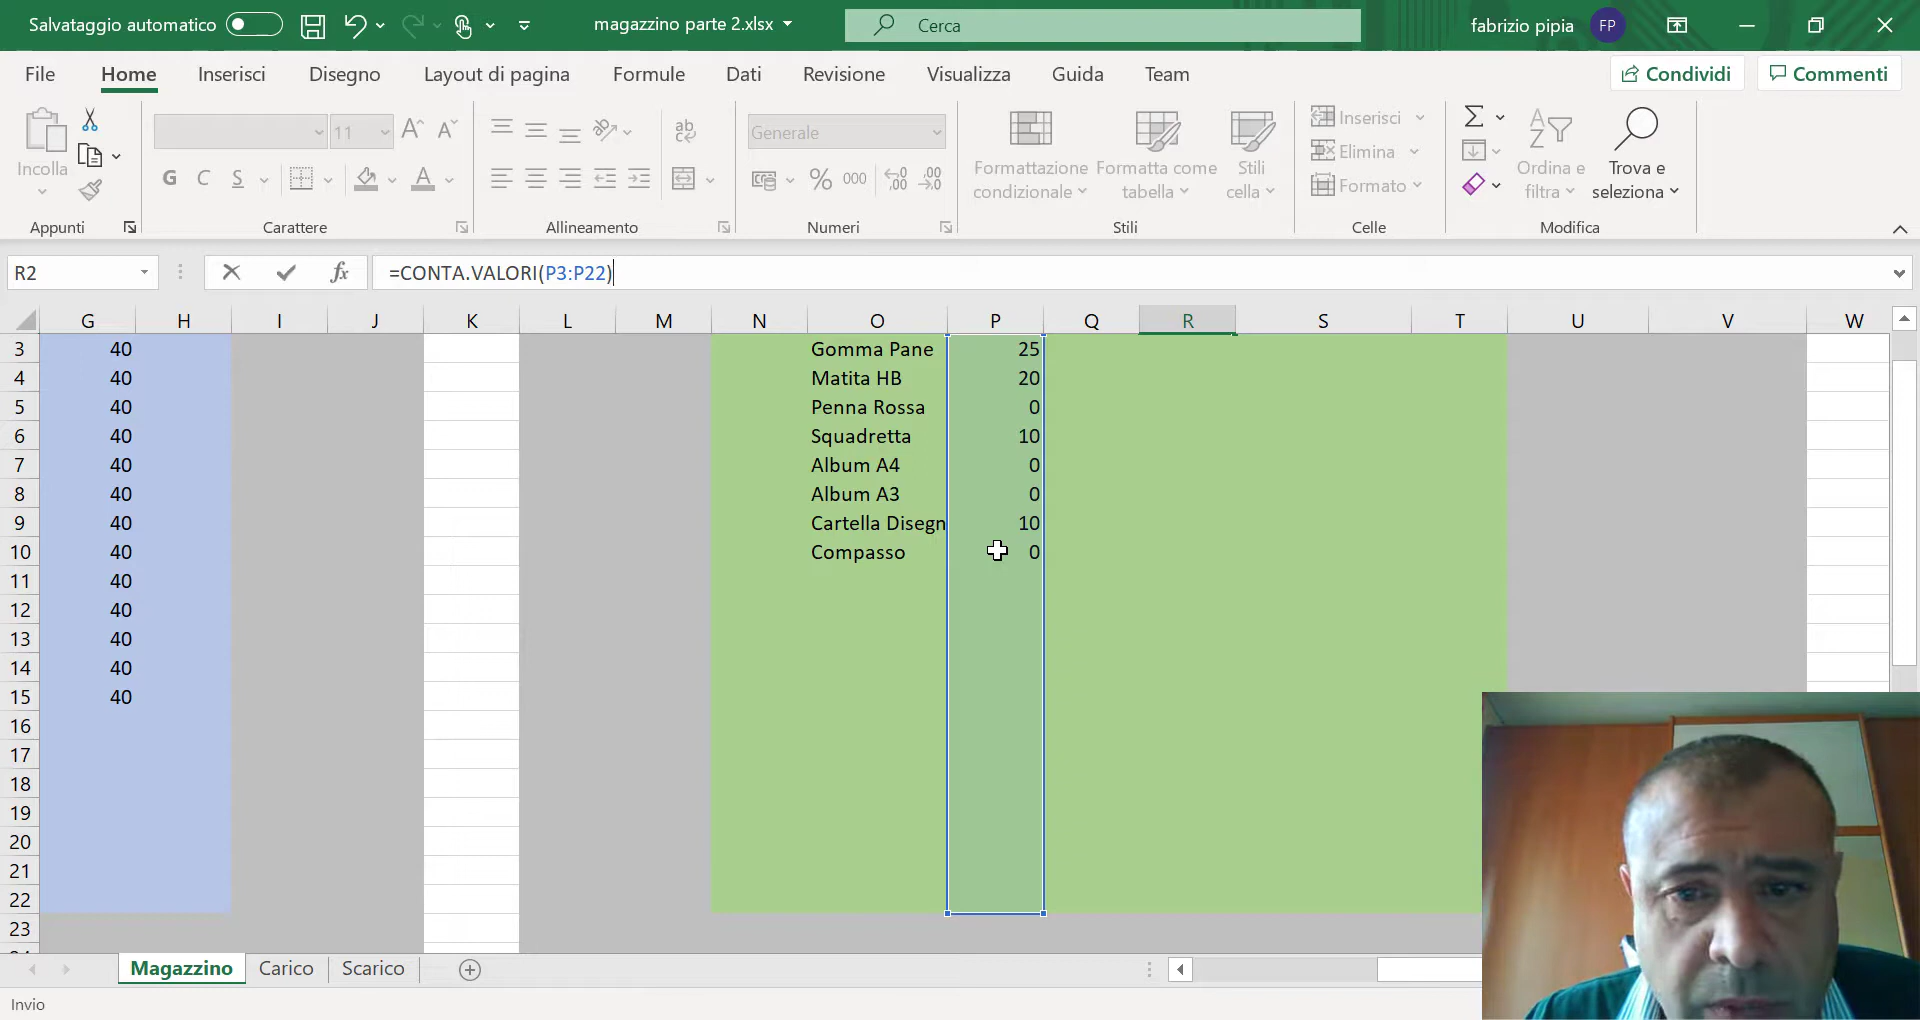 Salvataggio automatico
magazzino parte 2.xlsx
Cerca
fabrizio pipia
FP
File
Home
Inserisci
Disegno
Layout di pagina
Formule
Dati
Revisione
Visualizza
Guida
Team
Condividi
Commenti
Incolla
Appunti
11
G C S
Carattere
ab
Allineamento
Generale
% 000
Numeri
Formattazione condizionale
Formatta come tabella
Stili cella
Stili
Inserisci
Elimina
Formato
Celle
Ordina e filtra
Trova e seleziona
Modifica
R2
fx
=CONTA.VALORI(P3:P22)
G H I J K L M N O P Q R S T U V W
3 40 Gomma Pane 25
4 40 Matita HB 20
5 40 Penna Rossa 0
6 40 Squadretta 10
7 40 Album A4 0
8 40 Album A3 0
9 40 Cartella Disegn 10
10 40 Compasso 0
11 40
12 40
13 40
14 40
15 40
16
17
18
19
20
21
22
23
Magazzino
Carico
Scarico
Invio